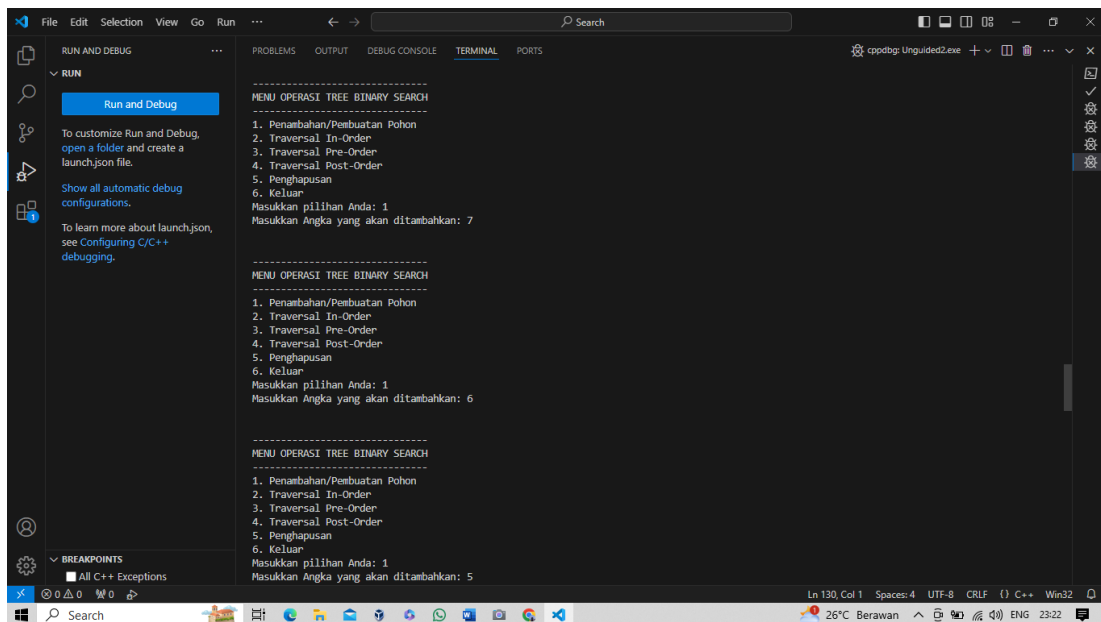 File Edit Selection View Go Run ··· ← → Search
RUN AND DEBUG ···
RUN
Run and Debug
To customize Run and Debug,
open a folder and create a
launch.json file.
Show all automatic debug
configurations.
To learn more about launch.json,
see Configuring C/C++
debugging.
1
BREAKPOINTS
All C++ Exceptions
PROBLEMS OUTPUT DEBUG CONSOLE TERMINAL PORTS cppdbg: Unguided2.exe
-------------------------------
MENU OPERASI TREE BINARY SEARCH
-------------------------------
1. Penambahan/Pembuatan Pohon
2. Traversal In-Order
3. Traversal Pre-Order
4. Traversal Post-Order
5. Penghapusan
6. Keluar
Masukkan pilihan Anda: 1
Masukkan Angka yang akan ditambahkan: 7
-------------------------------
MENU OPERASI TREE BINARY SEARCH
-------------------------------
1. Penambahan/Pembuatan Pohon
2. Traversal In-Order
3. Traversal Pre-Order
4. Traversal Post-Order
5. Penghapusan
6. Keluar
Masukkan pilihan Anda: 1
Masukkan Angka yang akan ditambahkan: 6
-------------------------------
MENU OPERASI TREE BINARY SEARCH
-------------------------------
1. Penambahan/Pembuatan Pohon
2. Traversal In-Order
3. Traversal Pre-Order
4. Traversal Post-Order
5. Penghapusan
6. Keluar
Masukkan pilihan Anda: 1
Masukkan Angka yang akan ditambahkan: 5
0 0 0 Ln 130, Col 1 Spaces: 4 UTF-8 CRLF {} C++ Win32
Search 26°C Berawan ENG 23:22